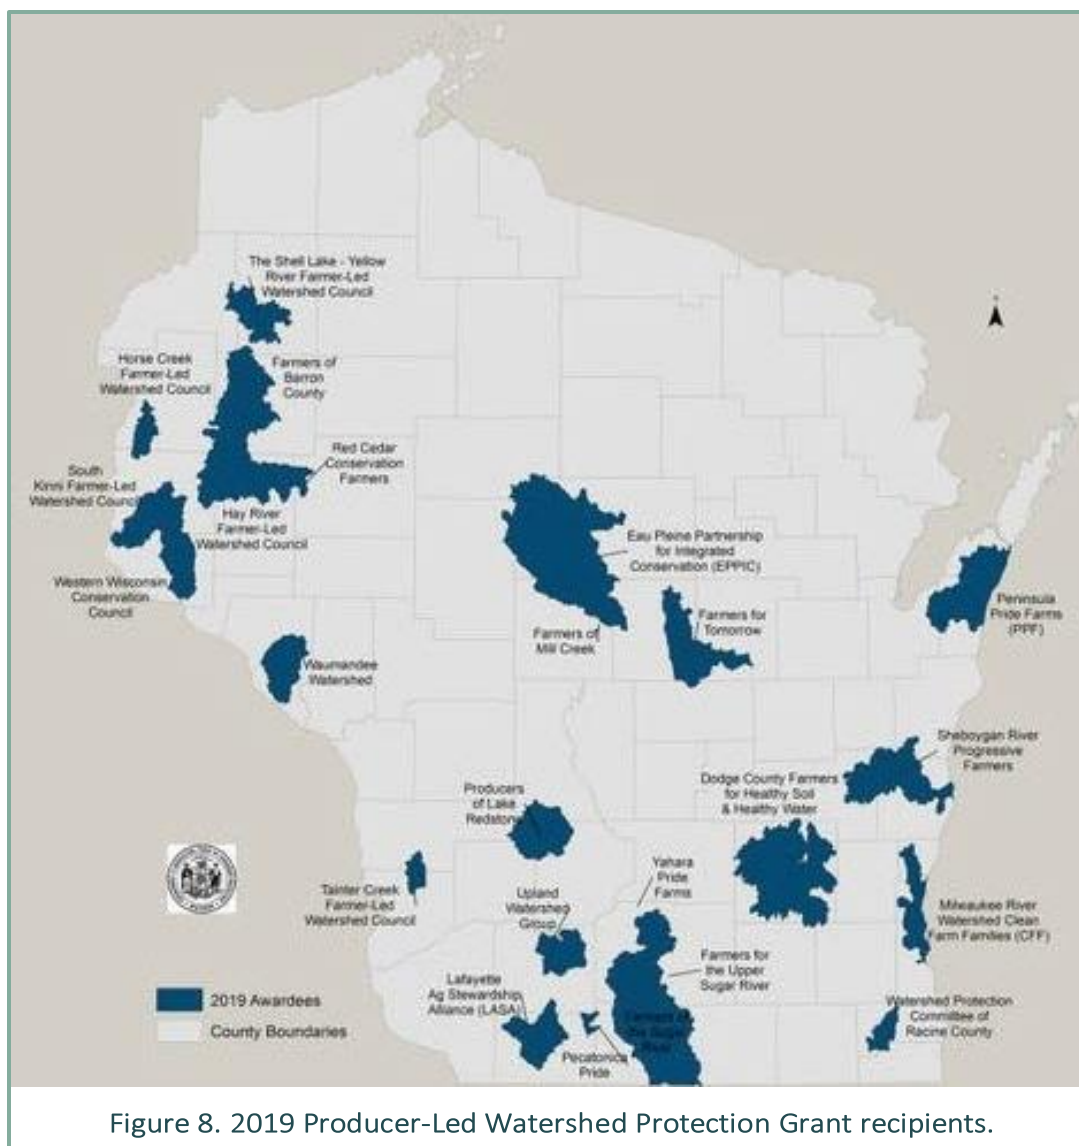 The Shell Lake - Yellow
River Farmer-Led
Watershed Council
Horse Creek
Farmer-Led
Watershed Council
Farmers of
Barron
County
Red Cedar
Conservation
Farmers
South
Kinni Farmer-Led
Watershed Council
Hay River
Farmer-Led
Watershed Council
Eau Pleine Partnership
for Integrated
Conservation (EPPIC)
Western Wisconsin
Conservation
Council
Peninsula
Pride Farms
(PPF)
Farmers for
Tomorrow
Farmers of
Mill Creek
Waumandee
Watershed
Sheboygan River
Progressive
Farmers
Dodge County Farmers
for Healthy Soil
& Healthy Water
Producers
of Lake
Redstone
Yahara
Pride
Farms
Tainter Creek
Farmer-Led
Watershed Council
Upland
Watershed
Group
Milwaukee River
Watershed Clean
Farm Families (CFF)
Farmers for
the Upper
Sugar River
Lafayette
Ag Stewardship
Alliance (LASA)
2019 Awardees
County Boundaries
Watershed Protection
Committee of
Racine County
Farmers of
the Sugar
River
Pecatonica
Pride
Figure 8. 2019 Producer-Led Watershed Protection Grant recipients.